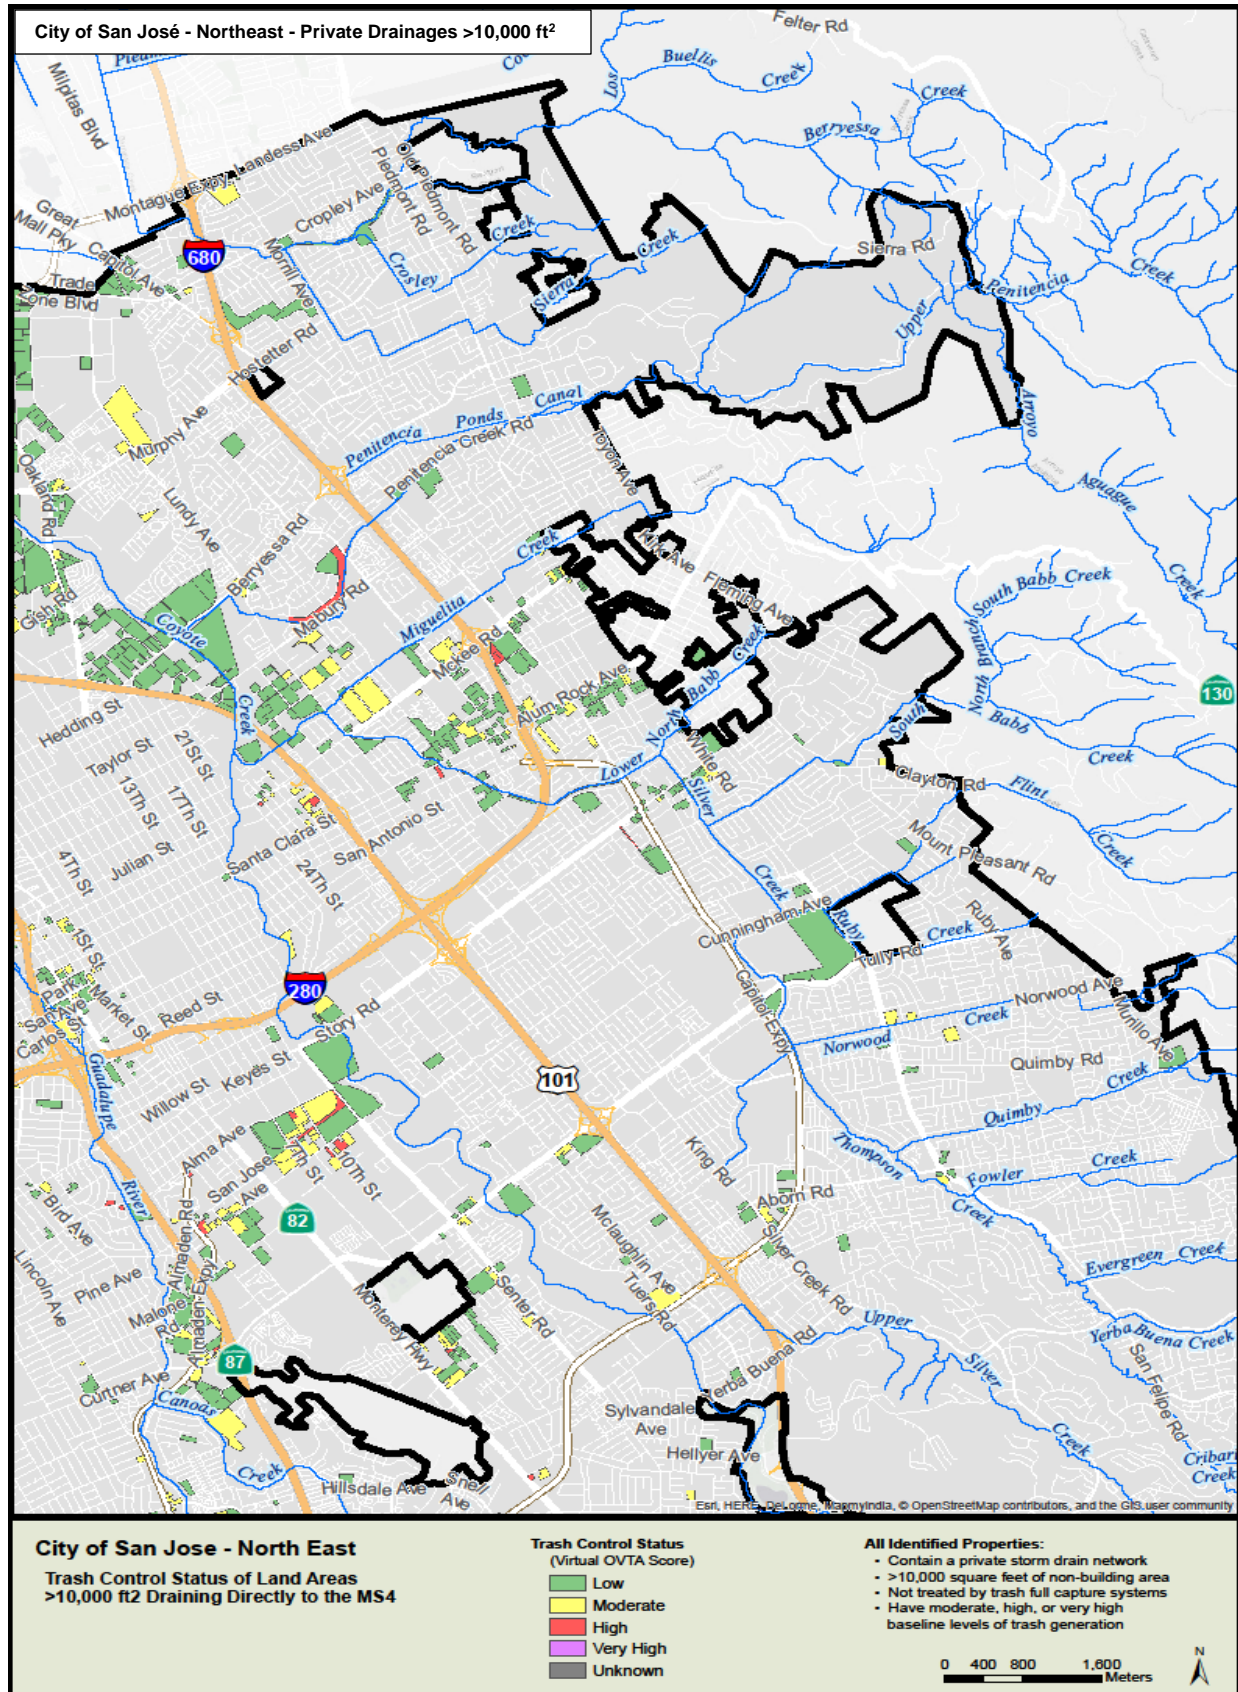 City of San José - Northeast - Private Drainages >10,000 ft²
Felter Rd
Buellis
Creek
Los
Creek
Berryessa
Milpitas Blvd
Montague Expy
Landess Ave
Old Piedmont Rd
Piedmont Rd
Cropley Ave
Great
Mall Pky
Capitol Ave
Trade
Zone Blvd
680
Morrill Ave
Crosley
Creek
Sierra
Creek
Sierra Rd
Upper
Penitencia
Creek
Hostetter Rd
Murphy Ave
Penitencia
Ponds
Canal
Penitencia Creek Rd
Toyon Ave
Arroyo
Aguague
Creek
Oakland Rd
Lundy Ave
Berryessa Rd
Mabury Rd
Gish Rd
Coyote
Creek
Miguelita
Creek
Kirk Ave
Fleming Ave
South Babb Creek
North Branch
Mckee Rd
Alum Rock Ave
North
Babb
Creek
South
Babb
Creek
130
Hedding St
Taylor St
21St St
13Th St
17Th St
Lower
Silver
Creek
White Rd
Clayton Rd
Flint
Creek
4Th St
Julian St
Santa Clara St
24Th St
San Antonio St
Mount Pleasant Rd
Cunningham Ave
Ruby
Creek
Tully Rd
Ruby Ave
1St St
Park
Ave
San
Carlos St
Market St
Reed St
280
Story Rd
Capitol Expy
Norwood Ave
Norwood
Creek
Murillo Ave
Quimby Rd
Guadalupe
River
Willow St
Keyes St
101
Quimby
Creek
Alma Ave
San Jose
Ave
7Th St
10Th St
82
King Rd
Aborn Rd
Thompson
Creek
Fowler
Creek
Bird Ave
Lincoln Ave
Pine Ave
Almaden Rd
Almaden Expy
Malone
Rd
Monterey Hwy
Senter Rd
Mclaughlin Ave
Tuers Rd
Silver Creek Rd
Evergreen Creek
Yerba Buena Creek
Upper
Silver
Creek
Yerba Buena Rd
San Felipe Rd
87
Curtner Ave
Canoas
Creek
Sylvandale
Ave
Hellyer Ave
Hillsdale Ave
Snell
Ave
Cribari
Creek
Esri, HERE, DeLorme, MapmyIndia, © OpenStreetMap contributors, and the GIS user community
City of San Jose - North East
Trash Control Status of Land Areas
>10,000 ft2 Draining Directly to the MS4
Trash Control Status
(Virtual OVTA Score)
Low
Moderate
High
Very High
Unknown
All Identified Properties:
• Contain a private storm drain network
• >10,000 square feet of non-building area
• Not treated by trash full capture systems
• Have moderate, high, or very high
baseline levels of trash generation
0 400 800 1,600
Meters
N